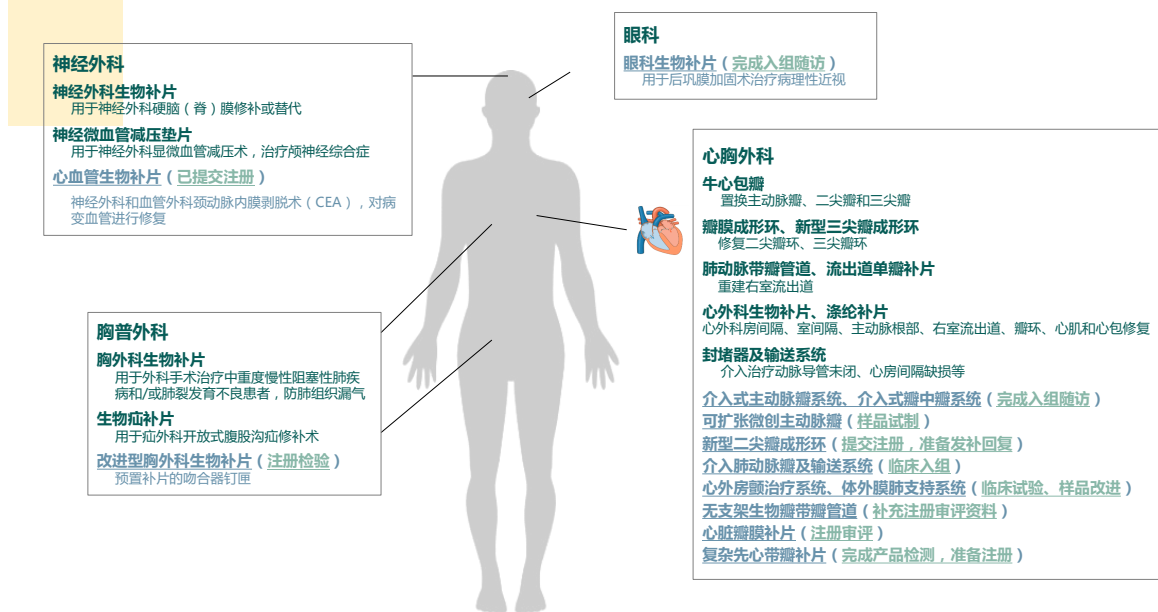 神经外科
神经外科生物补片
用于神经外科硬脑（脊）膜修补或替代
神经微血管减压垫片
用于神经外科显微血管减压术，治疗颅神经综合症
心血管生物补片（已提交注册）
神经外科和血管外科颈动脉内膜剥脱术（CEA），对病
变血管进行修复
眼科
眼科生物补片（完成入组随访）
用于后巩膜加固术治疗病理性近视
胸普外科
胸外科生物补片
用于外科手术治疗中重度慢性阻塞性肺疾
病和/或肺裂发育不良患者，防肺组织漏气
生物疝补片
用于疝外科开放式腹股沟疝修补术
改进型胸外科生物补片（注册检验）
预置补片的吻合器钉匣
心胸外科
牛心包瓣
置换主动脉瓣、二尖瓣和三尖瓣
瓣膜成形环、新型三尖瓣成形环
修复二尖瓣环、三尖瓣环
肺动脉带瓣管道、流出道单瓣补片
重建右室流出道
心外科生物补片、涤纶补片
心外科房间隔、室间隔、主动脉根部、右室流出道、瓣环、心肌和心包修复
封堵器及输送系统
介入治疗动脉导管未闭、心房间隔缺损等
介入式主动脉瓣系统、介入式瓣中瓣系统（完成入组随访）
可扩张微创主动脉瓣（样品试制）
新型二尖瓣成形环（提交注册，准备发补回复）
介入肺动脉瓣及输送系统（临床入组）
心外房颤治疗系统、体外膜肺支持系统（临床试验、样品改进）
无支架生物瓣带瓣管道（补充注册审评资料）
心脏瓣膜补片（注册审评）
复杂先心带瓣补片（完成产品检测，准备注册）